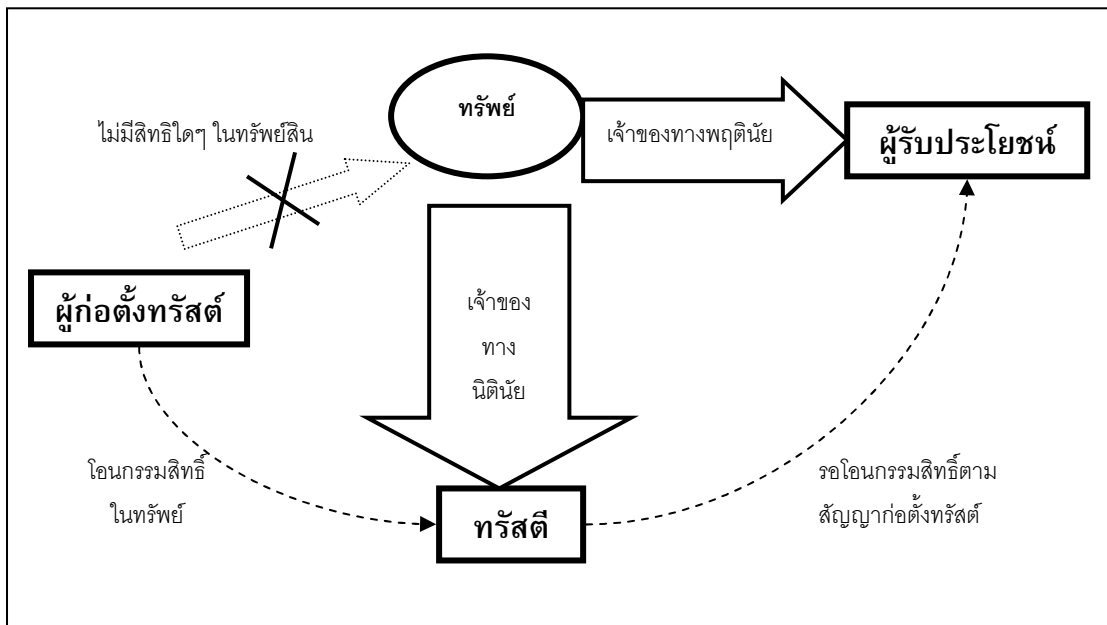 ทรัพย์
ไม่มีสิทธิใดๆ ในทรัพย์สิน
เจ้าของทางพฤตินัย
ผู้รับประโยชน์
ผู้ก่อตั้งทรัสต์
เจ้าของ
ทาง
นิตินัย
โอนกรรมสิทธิ์
ในทรัพย์
ทรัสตี
รอโอนกรรมสิทธิ์ตาม
สัญญาก่อตั้งทรัสต์